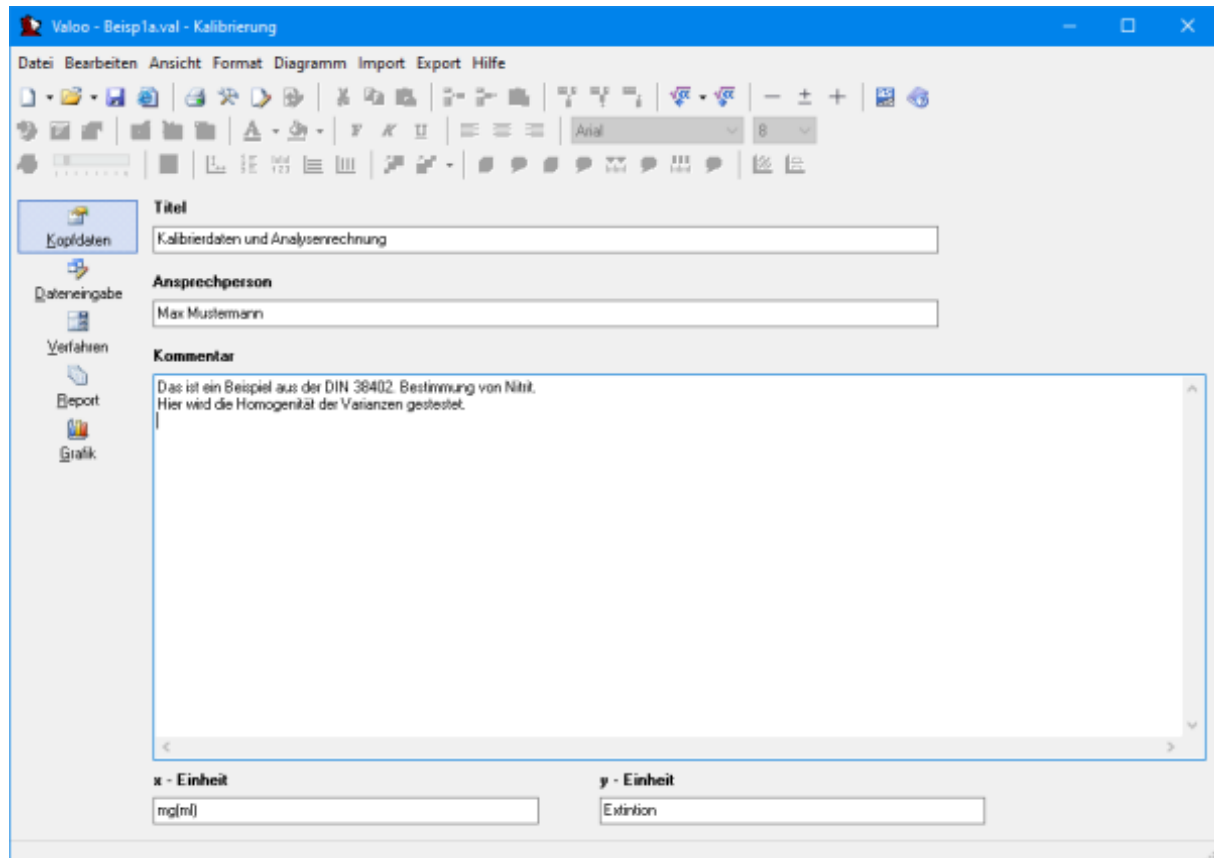 Valoo - Beisp1a.val - Kalibrierung
Datei Bearbeiten Ansicht Format Diagramm Import Export Hilfe
F K U Arial 8
Kopfdaten
Dateneingabe
Verfahren
Report
Grafik
Titel
Kalibrierdaten und Analysenrechnung
Ansprechperson
Max Mustermann
Kommentar
Das ist ein Beispiel aus der DIN 38402. Bestimmung von Nitrit.
Hier wird die Homogenität der Varianzen gestestet.
x - Einheit
mg(ml)
y - Einheit
Extintion